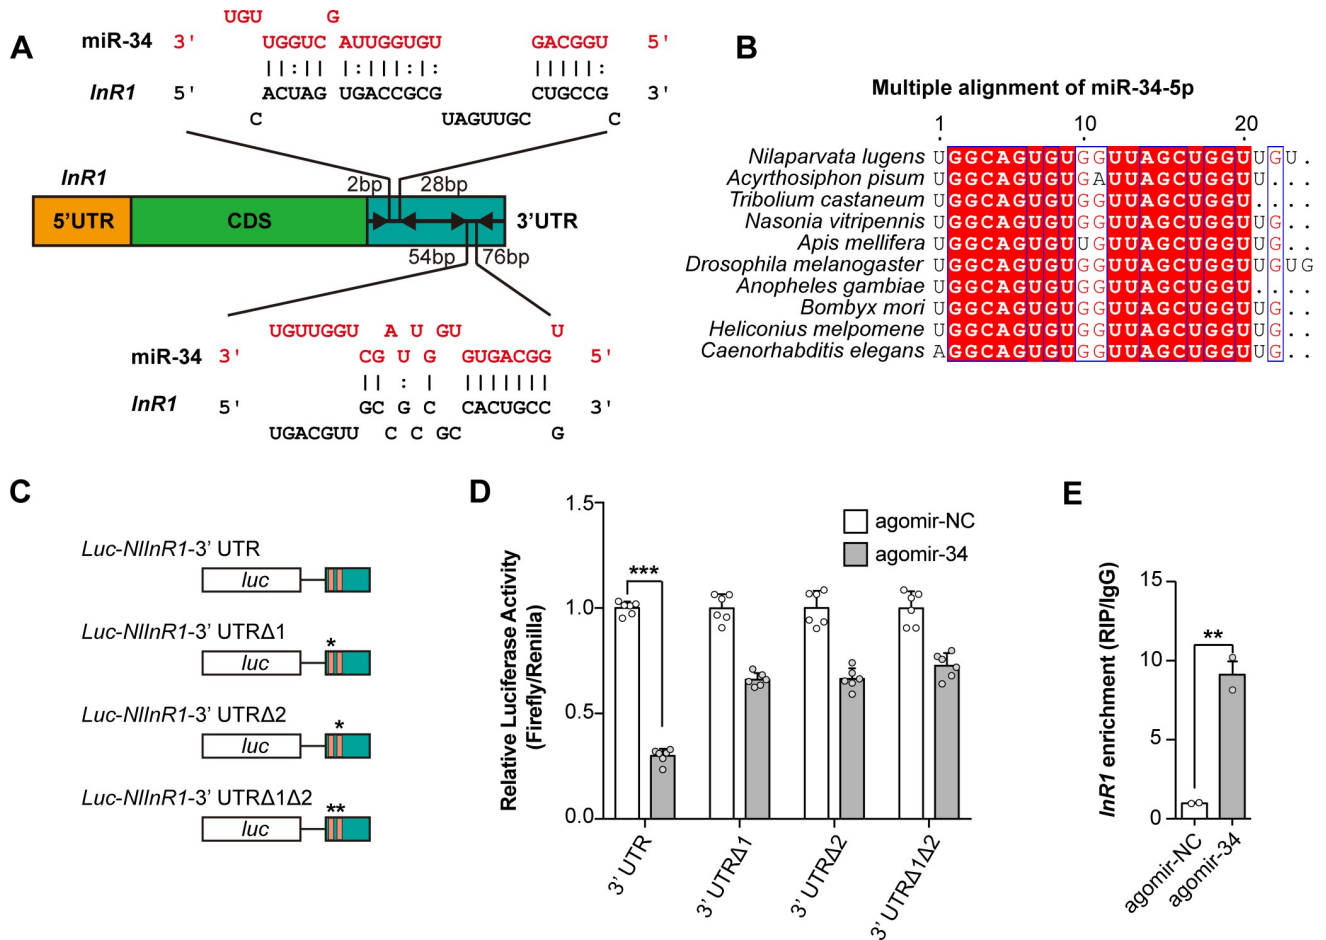 A
UGU G
miR-34 3' UGGUC AUUGGUGU GACGGU 5'
||:|| |:|||:|: |||||:
InR1 5' ACUAG UGACCGCG CUGCCG 3'
C UAGUUGC C
InR1 2bp 28bp
5'UTR CDS 3'UTR
54bp 76bp
UGUUGGU A U GU U
miR-34 3' CG U G GUGACGG 5'
|| : | |||||||
InR1 5' GC G C CACUGCC 3'
UGACGUU C C GC G
B
Multiple alignment of miR-34-5p
1 10 20
Nilaparvata lugens UGGCAGUGUGGUUAGCUGGUUGU.
Acyrthosiphon pisum UGGCAGUGUGAUUAGCUGGUU...
Tribolium castaneum UGGCAGUGUGGUUAGCUGGU....
Nasonia vitripennis UGGCAGUGUGGUUAGCUGGUUG..
Apis mellifera UGGCAGUGUUGUUAGCUGGUUG..
Drosophila melanogaster UGGCAGUGUGGUUAGCUGGUUGUG
Anopheles gambiae UGGCAGUGUGGUUAGCUGGU....
Bombyx mori UGGCAGUGUGGUUAGCUGGUUG..
Heliconius melpomene UGGCAGUGUGGUUAGCUGGUUG..
Caenorhabditis elegans AGGCAGUGUGGUUAGCUGGUUG..
C
Luc-NlInR1-3' UTR
luc
Luc-NlInR1-3' UTRΔ1
*
luc
Luc-NlInR1-3' UTRΔ2
*
luc
Luc-NlInR1-3' UTRΔ1Δ2
**
luc
D
Relative Luciferase Activity
(Firefly/Renilla)
1.5
1.0
0.5
0.0
***
agomir-NC
agomir-34
3' UTR
3' UTRΔ1
3' UTRΔ2
3' UTRΔ1Δ2
E
InR1 enrichment (RIP/IgG)
15
10
5
0
**
agomir-NC
agomir-34